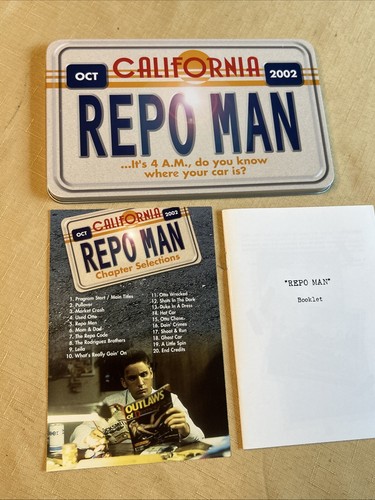 CALIFORNIA
OCT
2002
REPO MAN
...It's 4 A.M., do you know
where your car is?
CALIFORNIA
OCT
2002
REPO MAN
Chapter Selections
1. Program Start / Main Titles
2. Pullover
3. Market Crash
4. Used Otto
5. Repo Men
6. Mom & Dad
7. The Repo Code
8. The Rodriguez Brothers
9. Leila
10. What's Really Goin' On
11. Otto Wrecked
12. Shots In The Dark
13. Duke In A Dress
14. Hot Car
15. Otto Chase
16. Doin' Crimes
17. Shoot & Run
18. Ghost Car
19. A Little Spin
20. End Credits
OUTLAWS
"REPO MAN"
Booklet